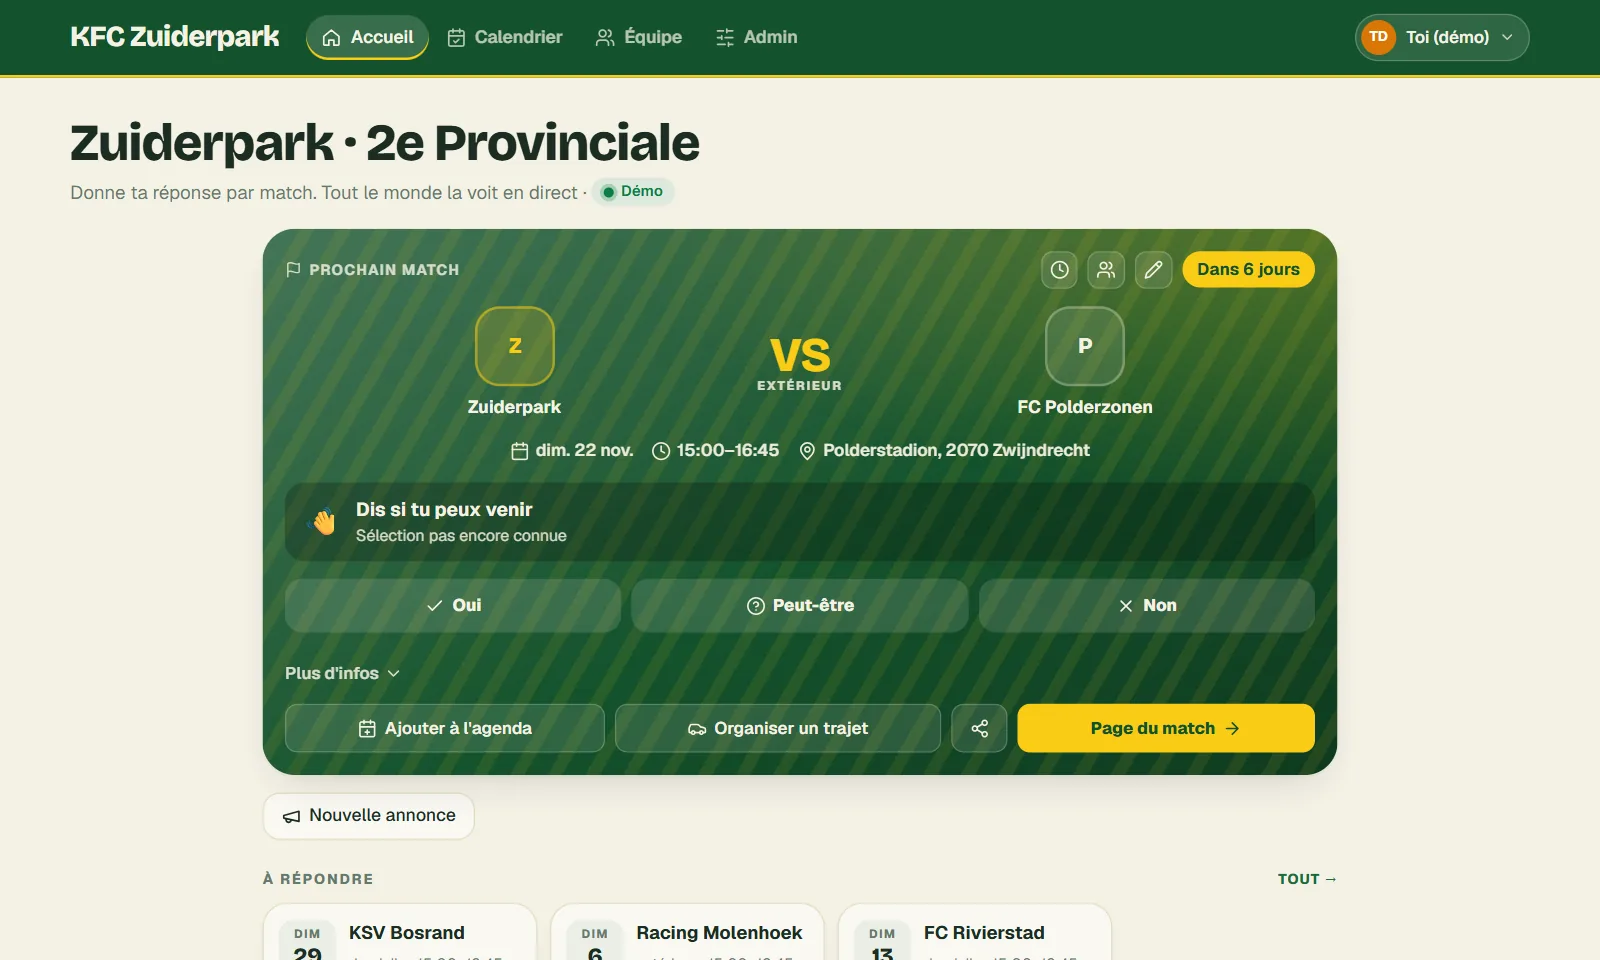 KFC Zuiderpark
Accueil
Calendrier
Équipe
Admin
TD
Toi (démo)
Zuiderpark · 2e Provinciale
Donne ta réponse par match. Tout le monde la voit en direct ·
Démo
PROCHAIN MATCH
Dans 6 jours
Z
VS
EXTÉRIEUR
P
Zuiderpark
FC Polderzonen
dim. 22 nov.
15:00–16:45
Polderstadion, 2070 Zwijndrecht
Dis si tu peux venir
Sélection pas encore connue
Oui
Peut-être
Non
Plus d'infos
Ajouter à l'agenda
Organiser un trajet
Page du match →
Nouvelle annonce
À RÉPONDRE
TOUT →
DIM
29
KSV Bosrand
DIM
6
Racing Molenhoek
DIM
13
FC Rivierstad